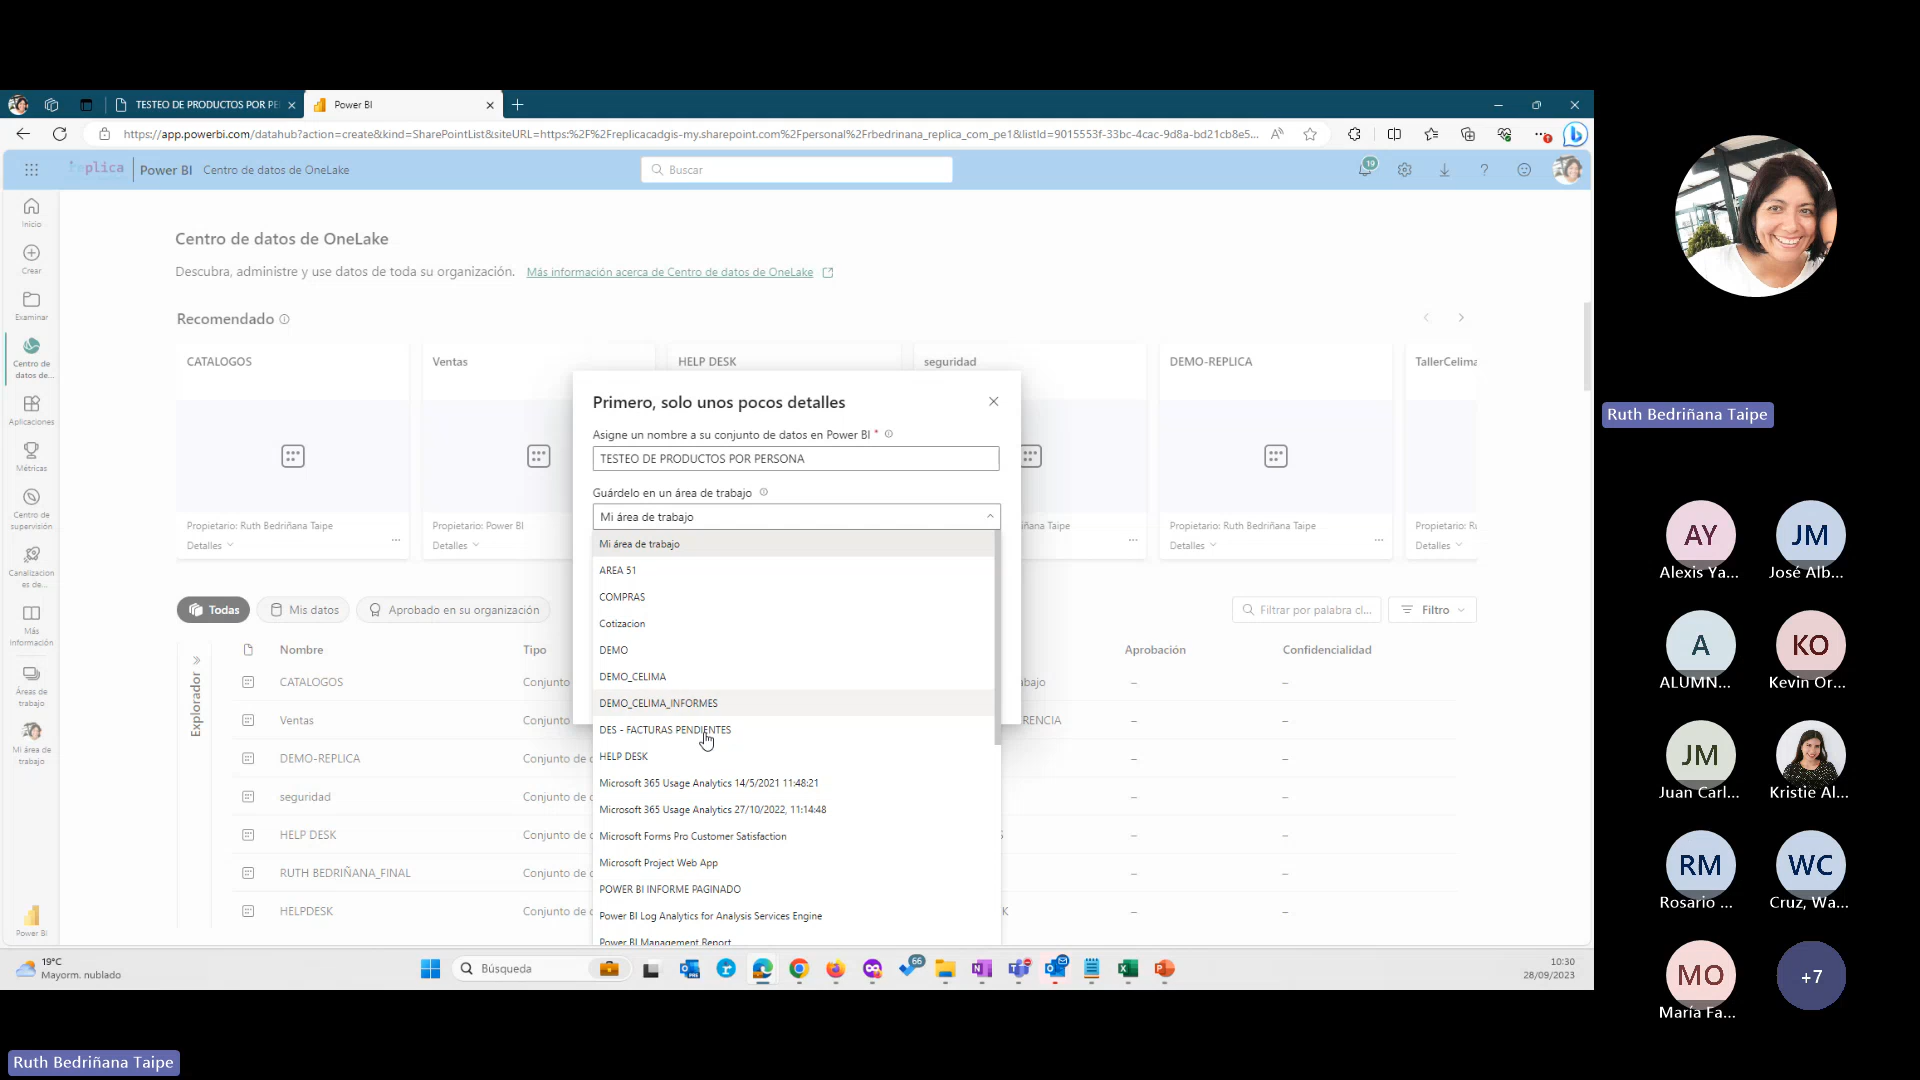 TESTEO DE PRODUCTOS POR PE
Power BI
https://app.powerbi.com/datahub?action=create&kind=SharePointList&siteURL=https:%2F%2Freplicacadgis-my.sharepoint.com%2Fpersonal%2Frbedrinana_replica_com_pe1&listId=9015553f-33bc-4cac-9d8a-bd21cb8e5...
Power BI
Centro de datos de OneLake
Buscar
19
Inicio
Crear
Examinar
Centro de
datos de...
Aplicaciones
Métricas
Centro de
supervisión
Canalizacion
es de...
Más
información
Áreas de
trabajo
Mi área de
trabajo
Power BI
Centro de datos de OneLake
Descubra, administre y use datos de toda su organización.
Más información acerca de Centro de datos de OneLake
Recomendado
CATALOGOS
Ventas
HELP DESK
seguridad
DEMO-REPLICA
TallerCelima
Propietario: Ruth Bedriñana Taipe
Detalles
Propietario: Power BI
Detalles
ñana Taipe
Propietario: Ruth Bedriñana Taipe
Detalles
Propietario: Ru
Detalles
Primero, solo unos pocos detalles
Asigne un nombre a su conjunto de datos en Power BI *
TESTEO DE PRODUCTOS POR PERSONA
Guárdelo en un área de trabajo
Mi área de trabajo
Mi área de trabajo
AREA 51
COMPRAS
Cotizacion
DEMO
DEMO_CELIMA
DEMO_CELIMA_INFORMES
DES - FACTURAS PENDIENTES
HELP DESK
Microsoft 365 Usage Analytics 14/5/2021 11:48:21
Microsoft 365 Usage Analytics 27/10/2022, 11:14:48
Microsoft Forms Pro Customer Satisfaction
Microsoft Project Web App
POWER BI INFORME PAGINADO
Power BI Log Analytics for Analysis Services Engine
Power BI Management Report
Todas
Mis datos
Aprobado en su organización
Filtrar por palabra cl...
Filtro
Explorador
Nombre
Tipo
Aprobación
Confidencialidad
CATALOGOS
Conjunto
abajo
–
–
Ventas
Conjunto
RENCIA
–
–
DEMO-REPLICA
Conjunto de
–
–
seguridad
Conjunto de
–
–
HELP DESK
Conjunto de
–
–
RUTH BEDRIÑANA_FINAL
Conjunto de
–
–
HELPDESK
Conjunto de
K
–
–
19°C
Mayorm. nublado
Búsqueda
66
10:30
28/09/2023
Ruth Bedriñana Taipe
AY
Alexis Ya...
JM
José Alb...
A
ALUMN...
KO
Kevin Or...
JM
Juan Carl...
Kristie Al...
RM
Rosario ...
WC
Cruz, Wa...
MO
María Fa...
+7
Ruth Bedriñana Taipe